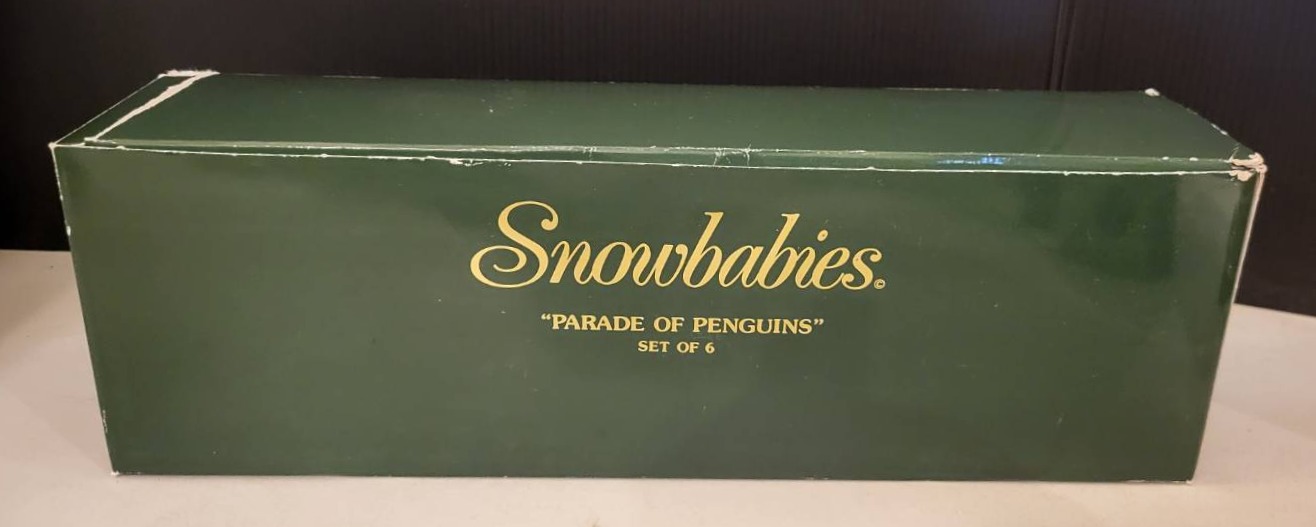 Snowbabies.©
“PARADE OF PENGUINS”
SET OF 6